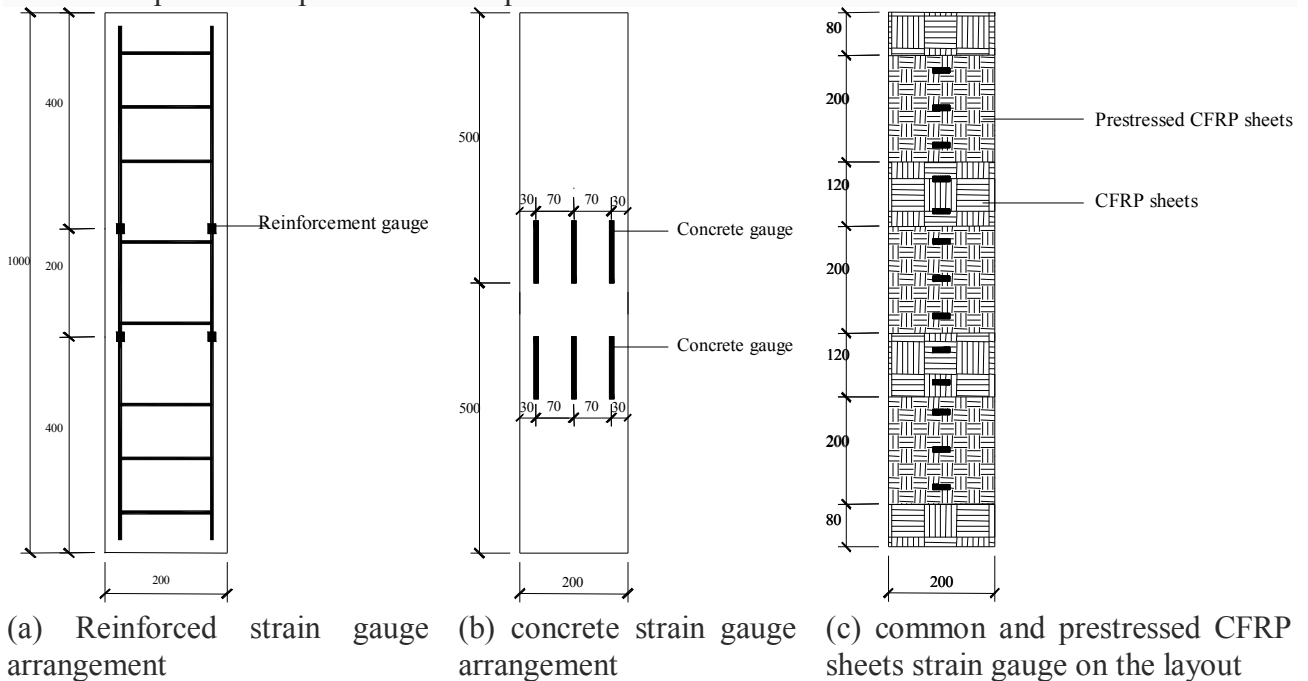 80
400
200
Prestressed CFRP sheets
500
120
30 70 70 30
CFRP sheets
Reinforcement gauge
Concrete gauge
1000
200
200
Concrete gauge
120
30 70 70 30
500
400
200
80
200
200
200
(a) Reinforced strain gauge
arrangement
(b) concrete strain gauge
arrangement
(c) common and prestressed CFRP
sheets strain gauge on the layout